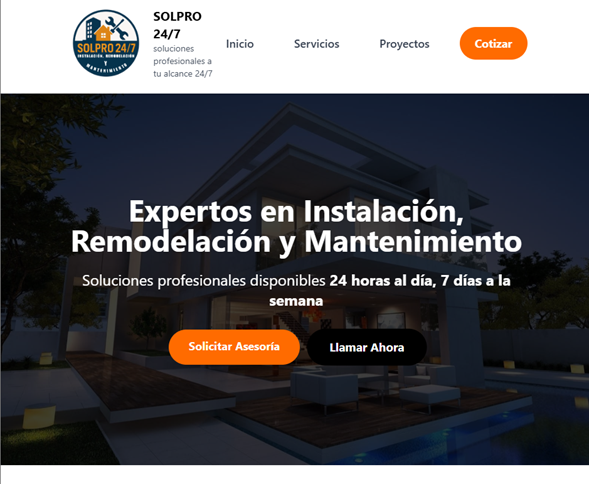 SOLPRO 24/7
INSTALACIÓN, REMODELACIÓN
Y
MANTENIMIENTO
SOLPRO
24/7
soluciones
profesionales a
tu alcance 24/7
Inicio
Servicios
Proyectos
Cotizar
Expertos en Instalación,
Remodelación y Mantenimiento
Soluciones profesionales disponibles 24 horas al día, 7 días a la
semana
Solicitar Asesoría
Llamar Ahora